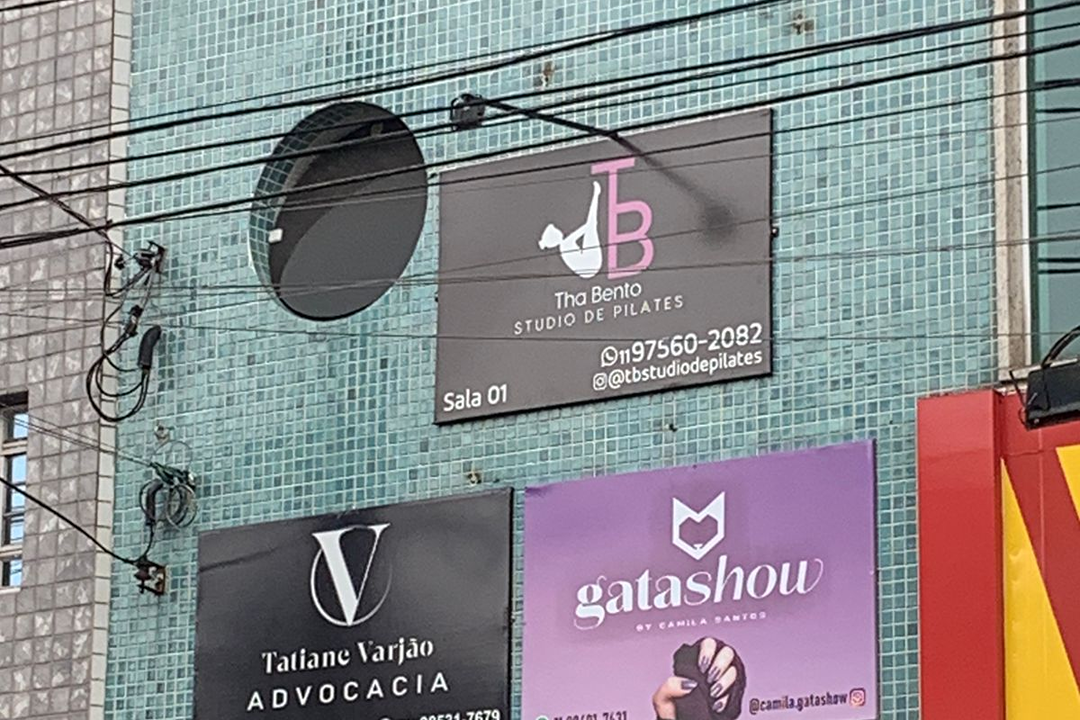 TB
Tha Bento
STUDIO DE PILATES
11 97560-2082
@tbstudiodepilates
Sala 01
V
Tatiane Varjão
ADVOCACIA
gatashow
BY CAMILA SANTOS
@camila.gatashow